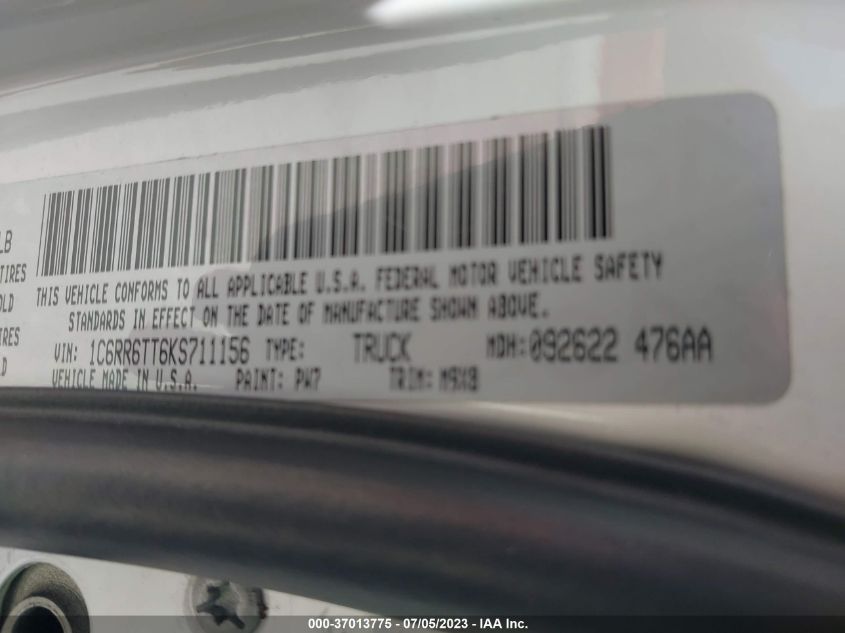 LB
TIRES
OLD
IRES
LD
THIS VEHICLE CONFORMS TO ALL APPLICABLE U.S.A. FEDERAL MOTOR VEHICLE SAFETY
STANDARDS IN EFFECT ON THE DATE OF MANUFACTURE SHOWN ABOVE.
VIN: 1C6RR6TT6KS711156 TYPE: TRUCK MDH:092622 476AA
VEHICLE MADE IN U.S.A. PAINT: PW7 TRIM: M9X8
000-37013775 - 07/05/2023 - IAA Inc.